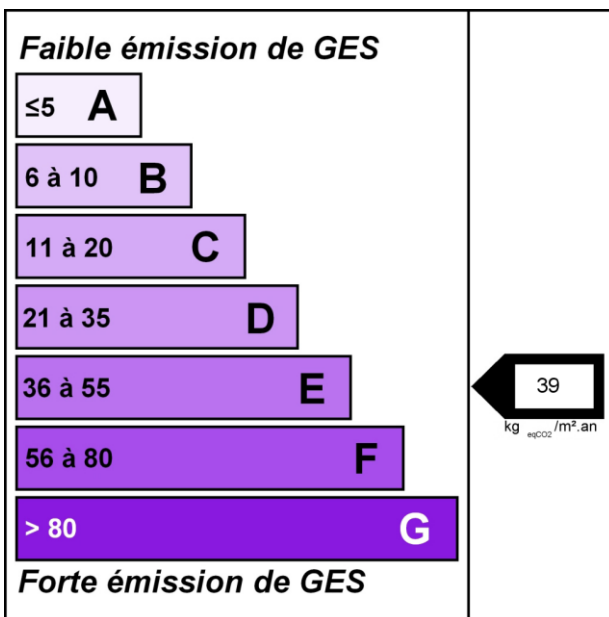 Faible émission de GES
≤5 A
6 à 10 B
11 à 20 C
21 à 35 D
36 à 55 E
39
kg eqCO2 /m².an
56 à 80 F
> 80 G
Forte émission de GES